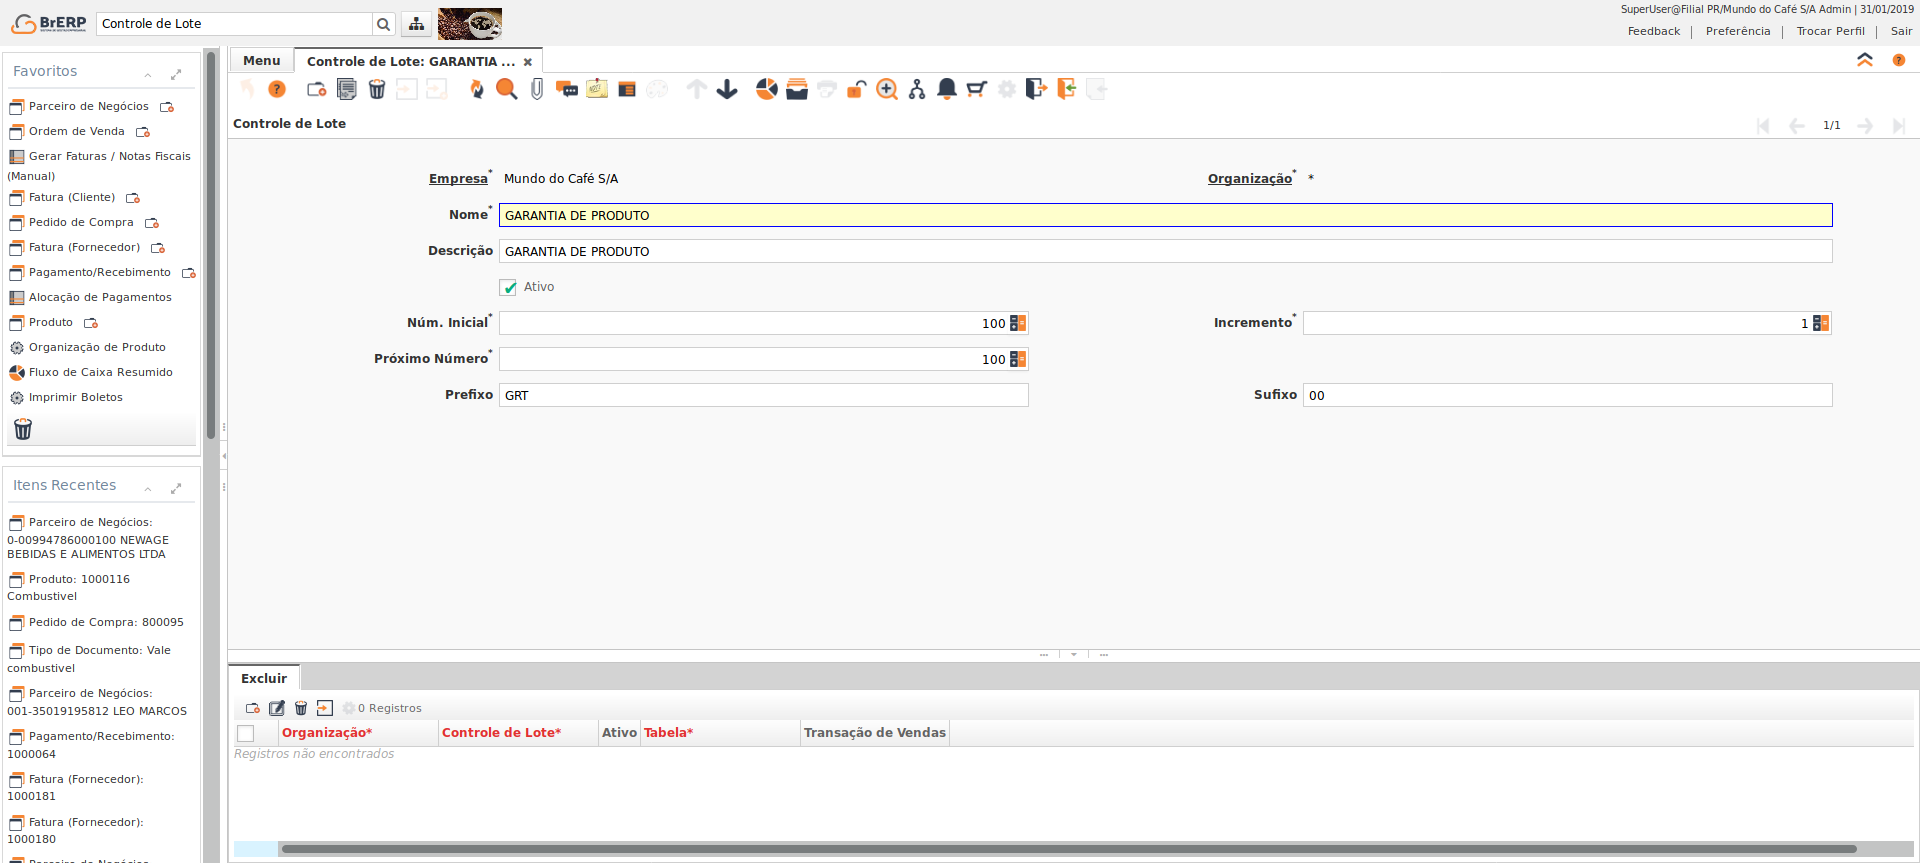 BrERP
Controle de Lote
SuperUser@Filial PR/Mundo do Café S/A Admin | 31/01/2019
Feedback | Preferência | Trocar Perfil | Sair
Favoritos
Parceiro de Negócios
Ordem de Venda
Gerar Faturas / Notas Fiscais
(Manual)
Fatura (Cliente)
Pedido de Compra
Fatura (Fornecedor)
Pagamento/Recebimento
Alocação de Pagamentos
Produto
Organização de Produto
Fluxo de Caixa Resumido
Imprimir Boletos
Itens Recentes
Parceiro de Negócios:
0-00994786000100 NEWAGE
BEBIDAS E ALIMENTOS LTDA
Produto: 1000116
Combustivel
Pedido de Compra: 800095
Tipo de Documento: Vale
combustivel
Parceiro de Negócios:
001-35019195812 LEO MARCOS
Pagamento/Recebimento:
1000064
Fatura (Fornecedor):
1000181
Fatura (Fornecedor):
1000180
Menu
Controle de Lote: GARANTIA ...
Controle de Lote
1/1
Empresa* Mundo do Café S/A
Organização* *
Nome* GARANTIA DE PRODUTO
Descrição GARANTIA DE PRODUTO
Ativo
Núm. Inicial* 100
Incremento* 1
Próximo Número* 100
Prefixo GRT
Sufixo 00
Excluir
0 Registros
Organização* Controle de Lote* Ativo Tabela* Transação de Vendas
Registros não encontrados